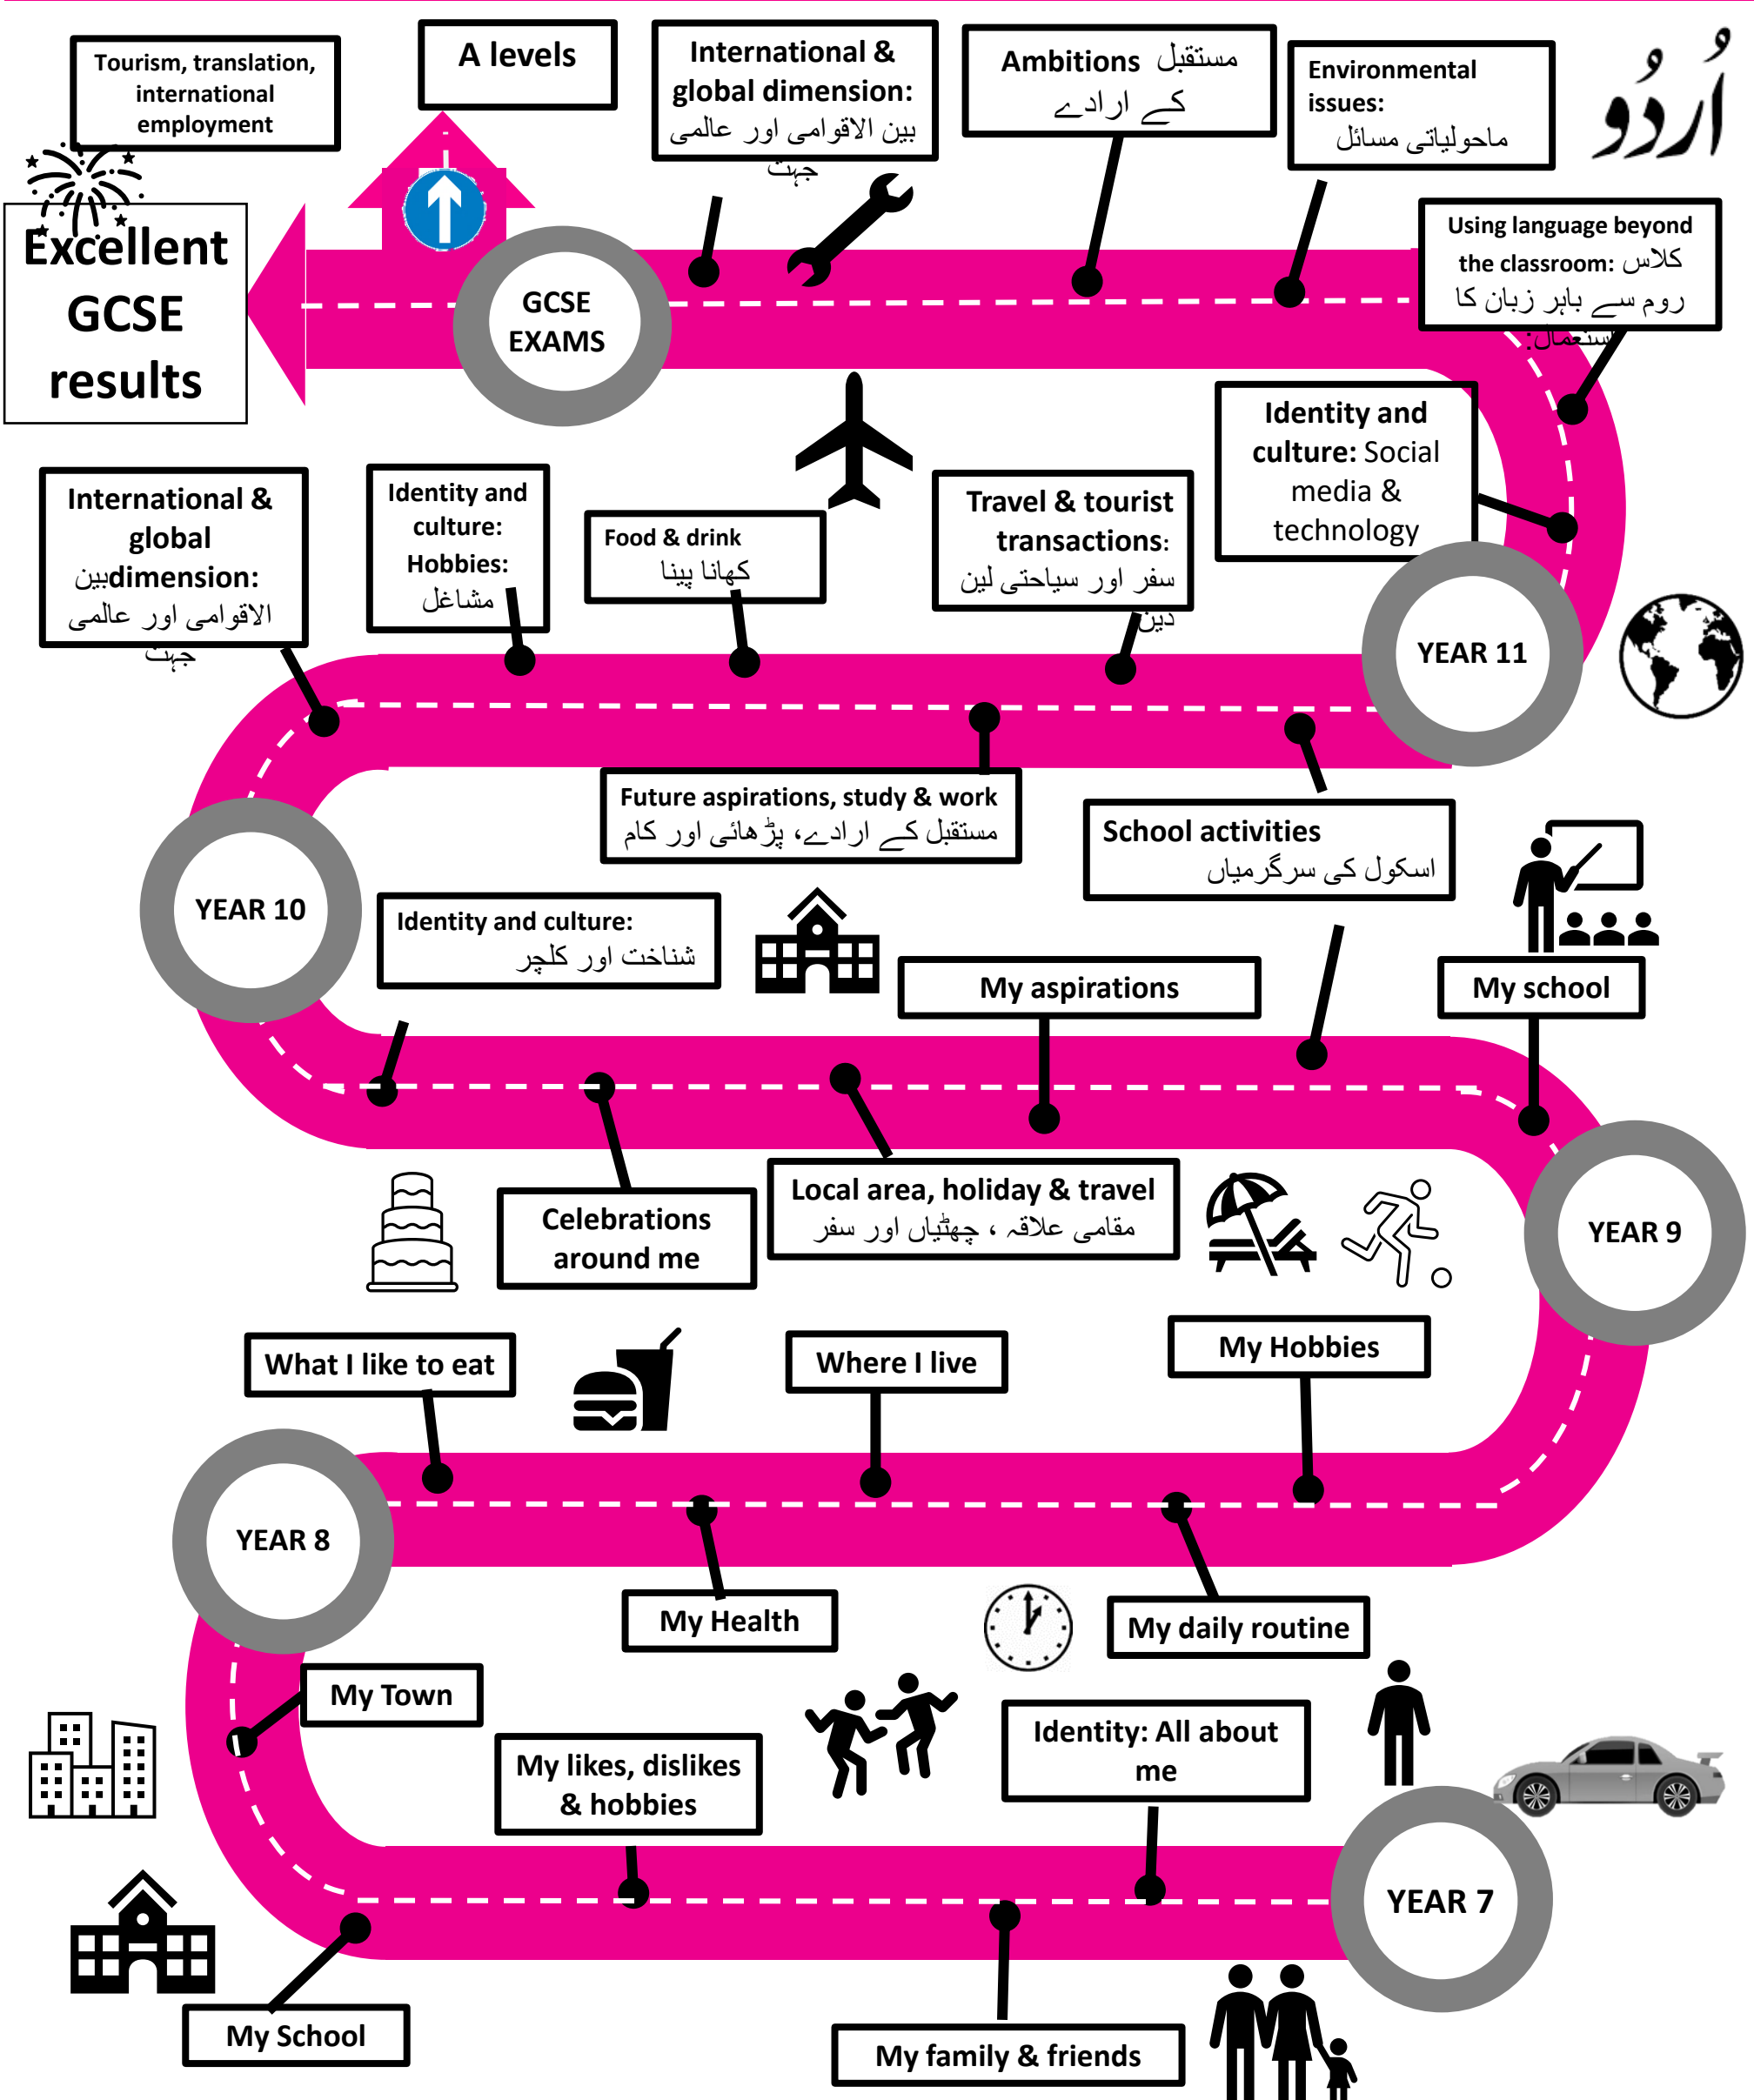 Tourism, translation,
international
employment
A levels
International &
global dimension:
بین الاقوامی اور عالمی
جہت
Ambitions مستقبل
کے ارادے
Environmental
issues:
ماحولیاتی مسائل
اُردُو
Excellent
GCSE
results
GCSE
EXAMS
Using language beyond
the classroom: کلاس
روم سے باہر زبان کا
استعمال:
Identity and
culture: Social
media &
technology
International &
global
dimension: بین
الاقوامی اور عالمی
جہت
Identity and
culture:
Hobbies:
مشاغل
Food & drink
کھانا پینا
Travel & tourist
transactions:
سفر اور سیاحتی لین
دین
YEAR 11
Future aspirations, study & work
مستقبل کے ارادے، پڑھائی اور کام
School activities
اسکول کی سرگرمیاں
YEAR 10
Identity and culture:
شناخت اور کلچر
My aspirations
My school
Celebrations
around me
Local area, holiday & travel
مقامی علاقہ ، چھٹیاں اور سفر
YEAR 9
What I like to eat
Where I live
My Hobbies
YEAR 8
My Health
My daily routine
My Town
My likes, dislikes
& hobbies
Identity: All about
me
YEAR 7
My School
My family & friends